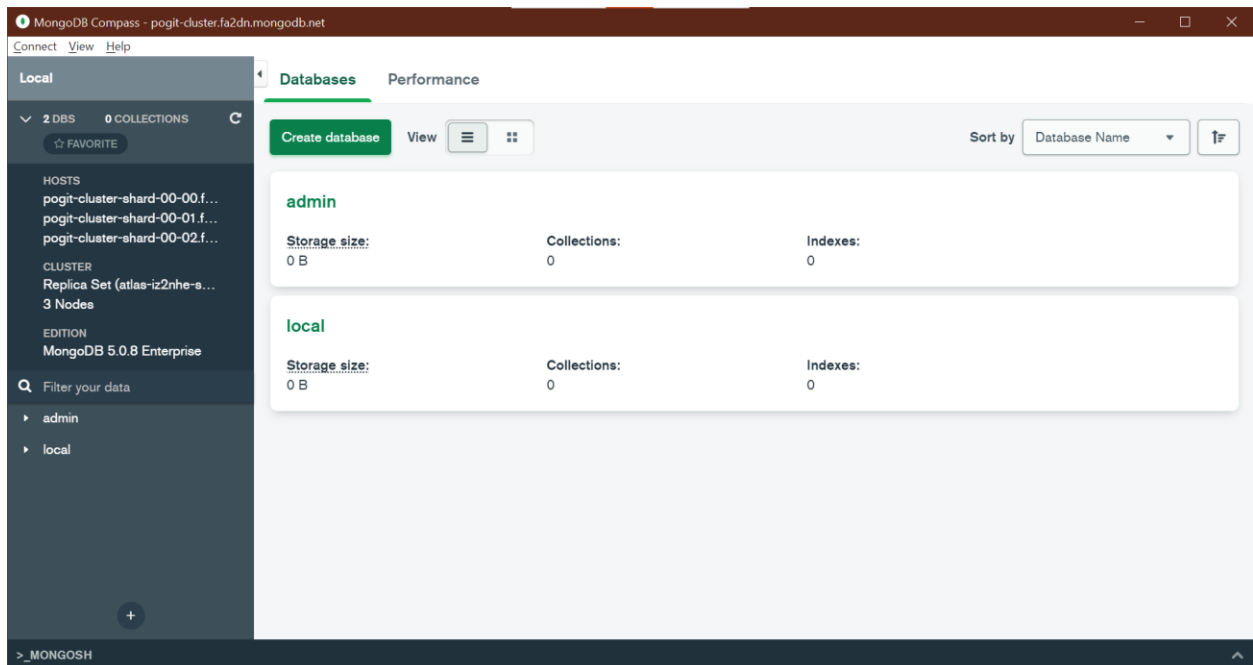 MongoDB Compass - pogit-cluster.fa2dn.mongodb.net
Connect View Help
Local
2 DBS 0 COLLECTIONS
FAVORITE
HOSTS
pogit-cluster-shard-00-00.f...
pogit-cluster-shard-00-01.f...
pogit-cluster-shard-00-02.f...
CLUSTER
Replica Set (atlas-iz2nhe-s...
3 Nodes
EDITION
MongoDB 5.0.8 Enterprise
Filter your data
admin
local
>_MONGOSH
Databases Performance
Create database View Sort by Database Name
admin
Storage size: Collections: Indexes:
0 B 0 0
local
Storage size: Collections: Indexes:
0 B 0 0